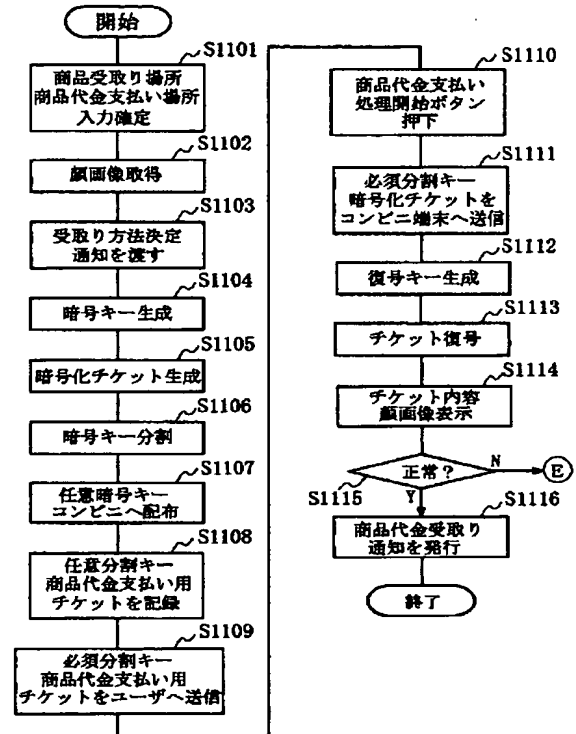 開始
S1101
商品受取り場所
商品代金支払い場所
入力確定
S1102
顔画像取得
S1103
受取り方法決定
通知を渡す
S1104
暗号キー生成
S1105
暗号化チケット生成
S1106
暗号キー分割
S1107
任意暗号キー
コンビニへ配布
S1108
任意分割キー
商品代金支払い用
チケットを記録
S1109
必須分割キー
商品代金支払い用
チケットをユーザへ送信
S1110
商品代金支払い
処理開始ボタン
押下
S1111
必須分割キー
暗号化チケットを
コンビニ端末へ送信
S1112
復号キー生成
S1113
チケット復号
S1114
チケット内容
顔画像表示
正常?
N
E
S1115
Y
S1116
商品代金受取り
通知を発行
終了